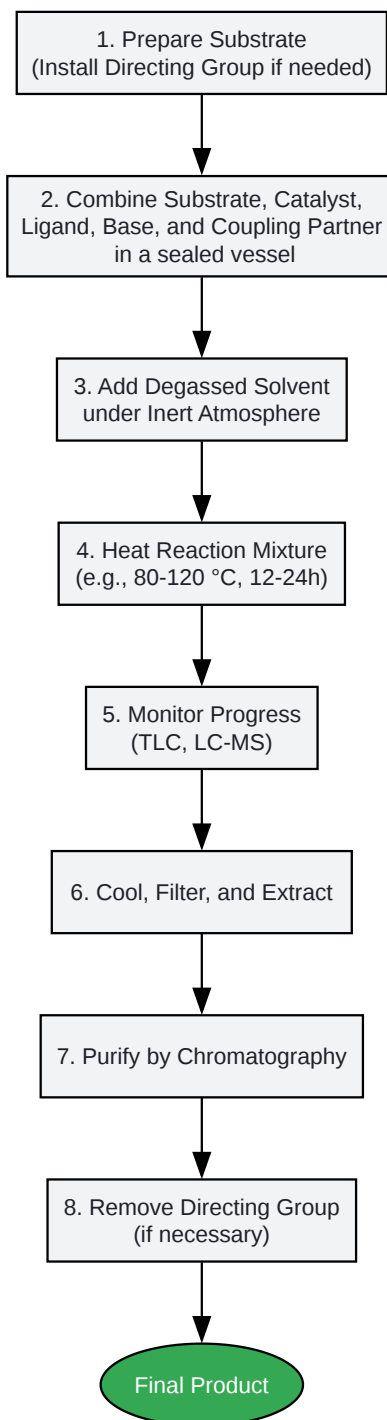 1. Prepare Substrate
(Install Directing Group if needed)
2. Combine Substrate, Catalyst,
Ligand, Base, and Coupling Partner
in a sealed vessel
3. Add Degassed Solvent
under Inert Atmosphere
4. Heat Reaction Mixture
(e.g., 80-120 °C, 12-24h)
5. Monitor Progress
(TLC, LC-MS)
6. Cool, Filter, and Extract
7. Purify by Chromatography
8. Remove Directing Group
(if necessary)
Final Product